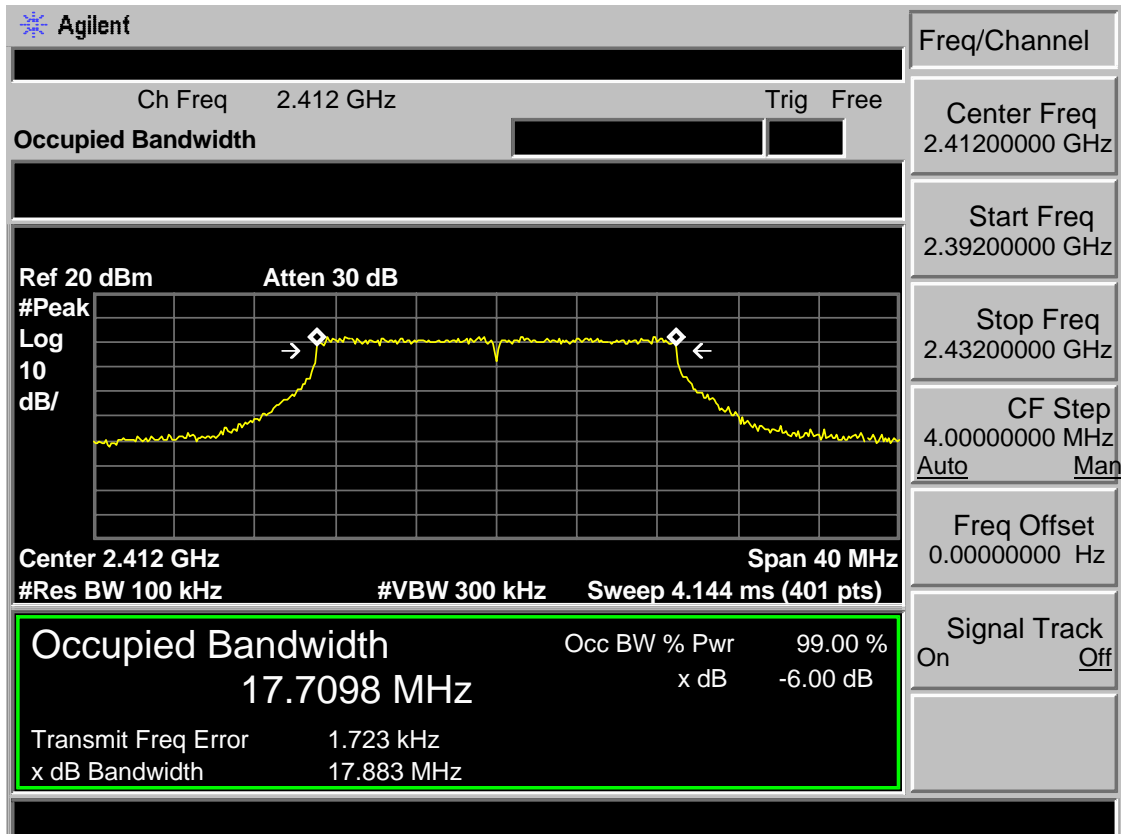 Agilent
Freq/Channel
Ch Freq 2.412 GHz Trig Free
Occupied Bandwidth
Center Freq
2.41200000 GHz
Start Freq
2.39200000 GHz
Stop Freq
2.43200000 GHz
CF Step
4.00000000 MHz
Auto Man
Freq Offset
0.00000000 Hz
Signal Track
On Off
Ref 20 dBm Atten 30 dB
#Peak
Log
10
dB/
Center 2.412 GHz Span 40 MHz
#Res BW 100 kHz #VBW 300 kHz Sweep 4.144 ms (401 pts)
Occupied Bandwidth Occ BW % Pwr 99.00 %
17.7098 MHz x dB -6.00 dB
Transmit Freq Error 1.723 kHz
x dB Bandwidth 17.883 MHz